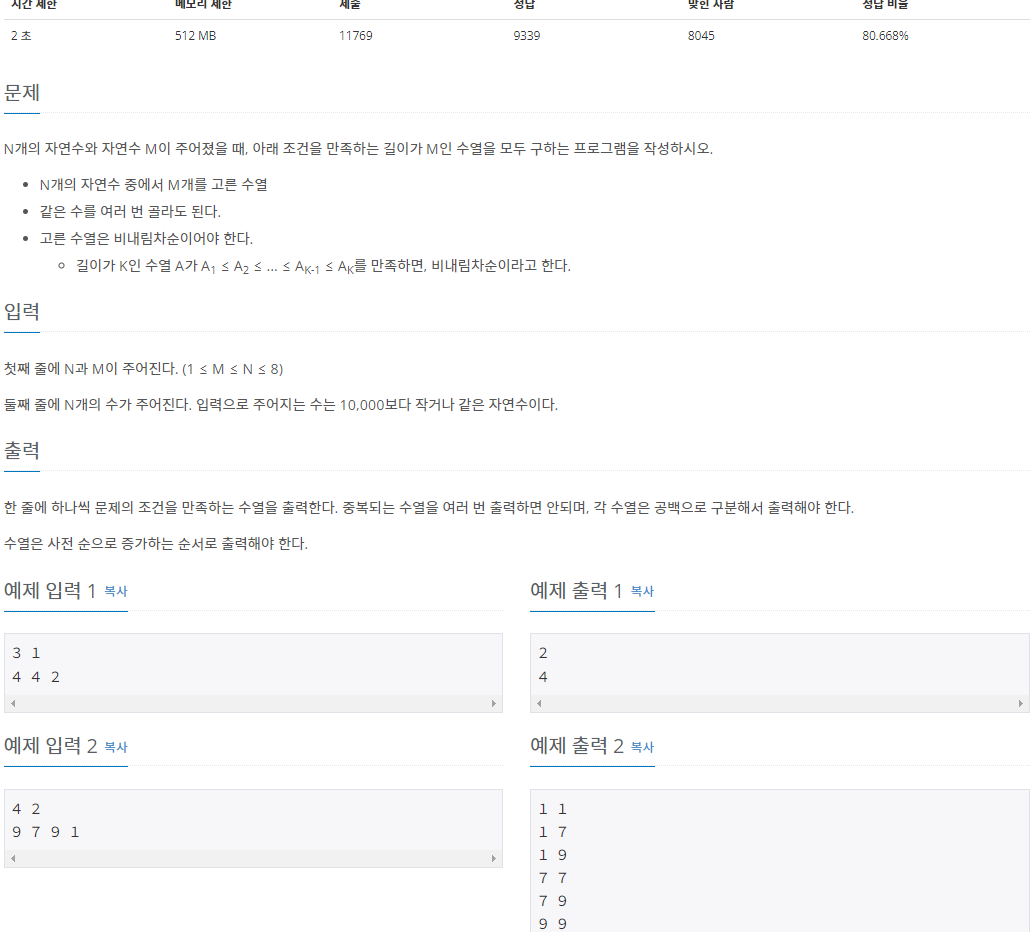 시간 제한 메모리 제한 제출 정답 맞힌 사람 정답 비율
2 초 512 MB 11769 9339 8045 80.668%
문제
N개의 자연수와 자연수 M이 주어졌을 때, 아래 조건을 만족하는 길이가 M인 수열을 모두 구하는 프로그램을 작성하시오.
• N개의 자연수 중에서 M개를 고른 수열
• 같은 수를 여러 번 골라도 된다.
• 고른 수열은 비내림차순이어야 한다.
◦ 길이가 K인 수열 A가 A1 ≤ A2 ≤ ... ≤ AK-1 ≤ AK를 만족하면, 비내림차순이라고 한다.
입력
첫째 줄에 N과 M이 주어진다. (1 ≤ M ≤ N ≤ 8)
둘째 줄에 N개의 수가 주어진다. 입력으로 주어지는 수는 10,000보다 작거나 같은 자연수이다.
출력
한 줄에 하나씩 문제의 조건을 만족하는 수열을 출력한다. 중복되는 수열을 여러 번 출력하면 안되며, 각 수열은 공백으로 구분해서 출력해야 한다.
수열은 사전 순으로 증가하는 순서로 출력해야 한다.
예제 입력 1 복사
3 1
4 4 2
예제 출력 1 복사
2
4
예제 입력 2 복사
4 2
9 7 9 1
예제 출력 2 복사
1 1
1 7
1 9
7 7
7 9
9 9